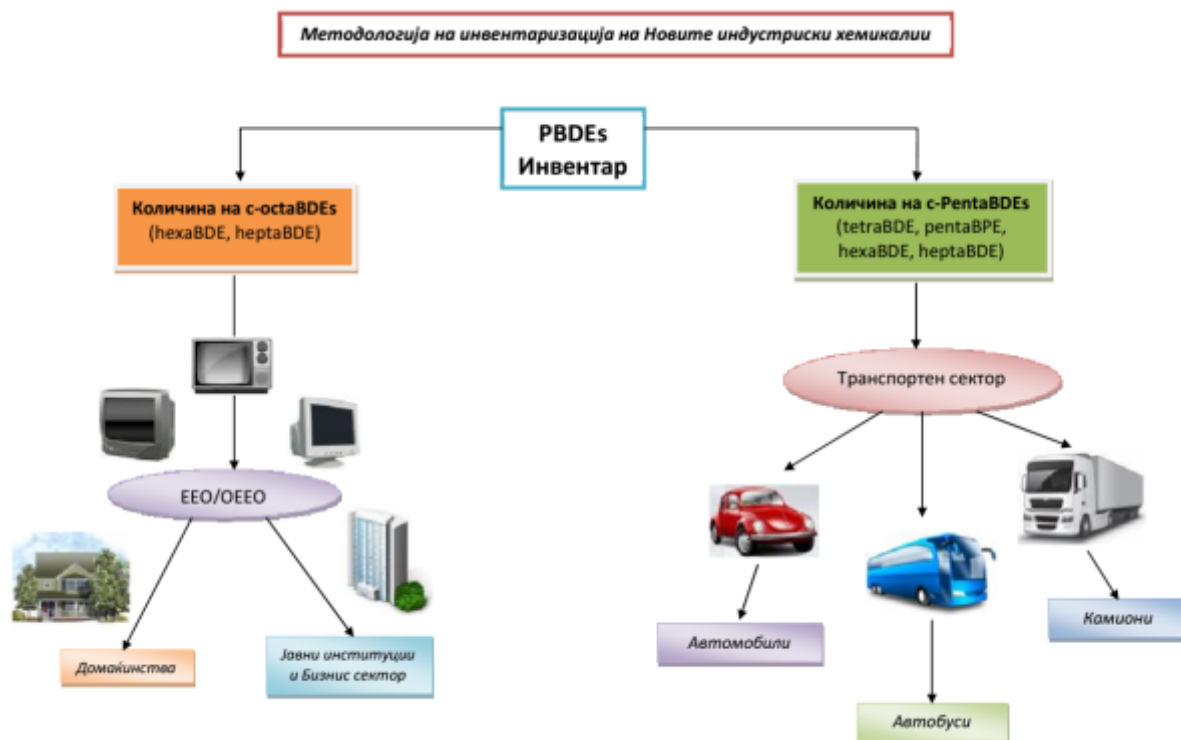 Методологија на инвентаризација на Новите индустриски хемикалии
PBDEs
Инвентар
Количина на c-octaBDEs
(hexaBDE, heptaBDE)
Количина на c-PentaBDEs
(tetraBDE, pentaBPE,
hexaBDE, heptaBDE)
Транспортен сектор
ЕЕО/ОЕЕО
Домаќинства
Јавни институции
и Бизнис сектор
Автомобили
Камиони
Автобуси